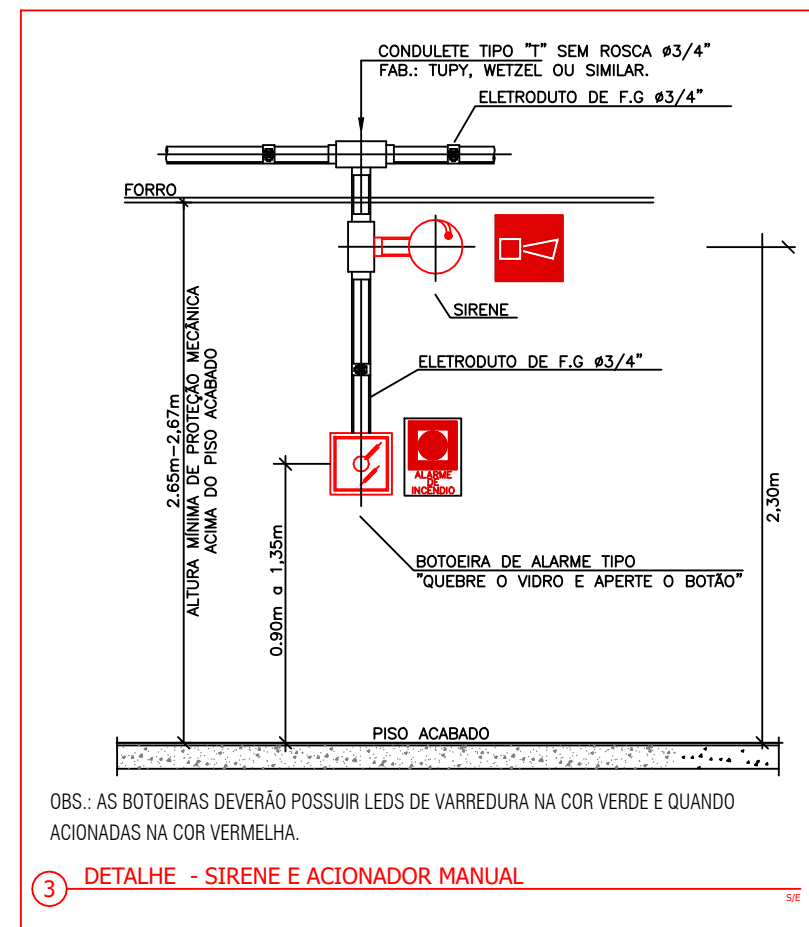 CONDULETE TIPO "T" SEM ROSCA ø3/4"
FAB.: TUPY, WETZEL OU SIMILAR.
ELETRODUTO DE F.G ø3/4"
FORRO
SIRENE
ELETRODUTO DE F.G ø3/4"
2.65m-2,67m
ALTURA MÍNIMA DE PROTEÇÃO MECÂNICA
ACIMA DO PISO ACABADO
ALARME
DE
INCÊNDIO
2,30m
0.90m a 1,35m
BOTOEIRA DE ALARME TIPO
"QUEBRE O VIDRO E APERTE O BOTÃO"
PISO ACABADO
OBS.: AS BOTOEIRAS DEVERÃO POSSUIR LEDS DE VARREDURA NA COR VERDE E QUANDO
ACIONADAS NA COR VERMELHA.
3 DETALHE - SIRENE E ACIONADOR MANUAL
S/E